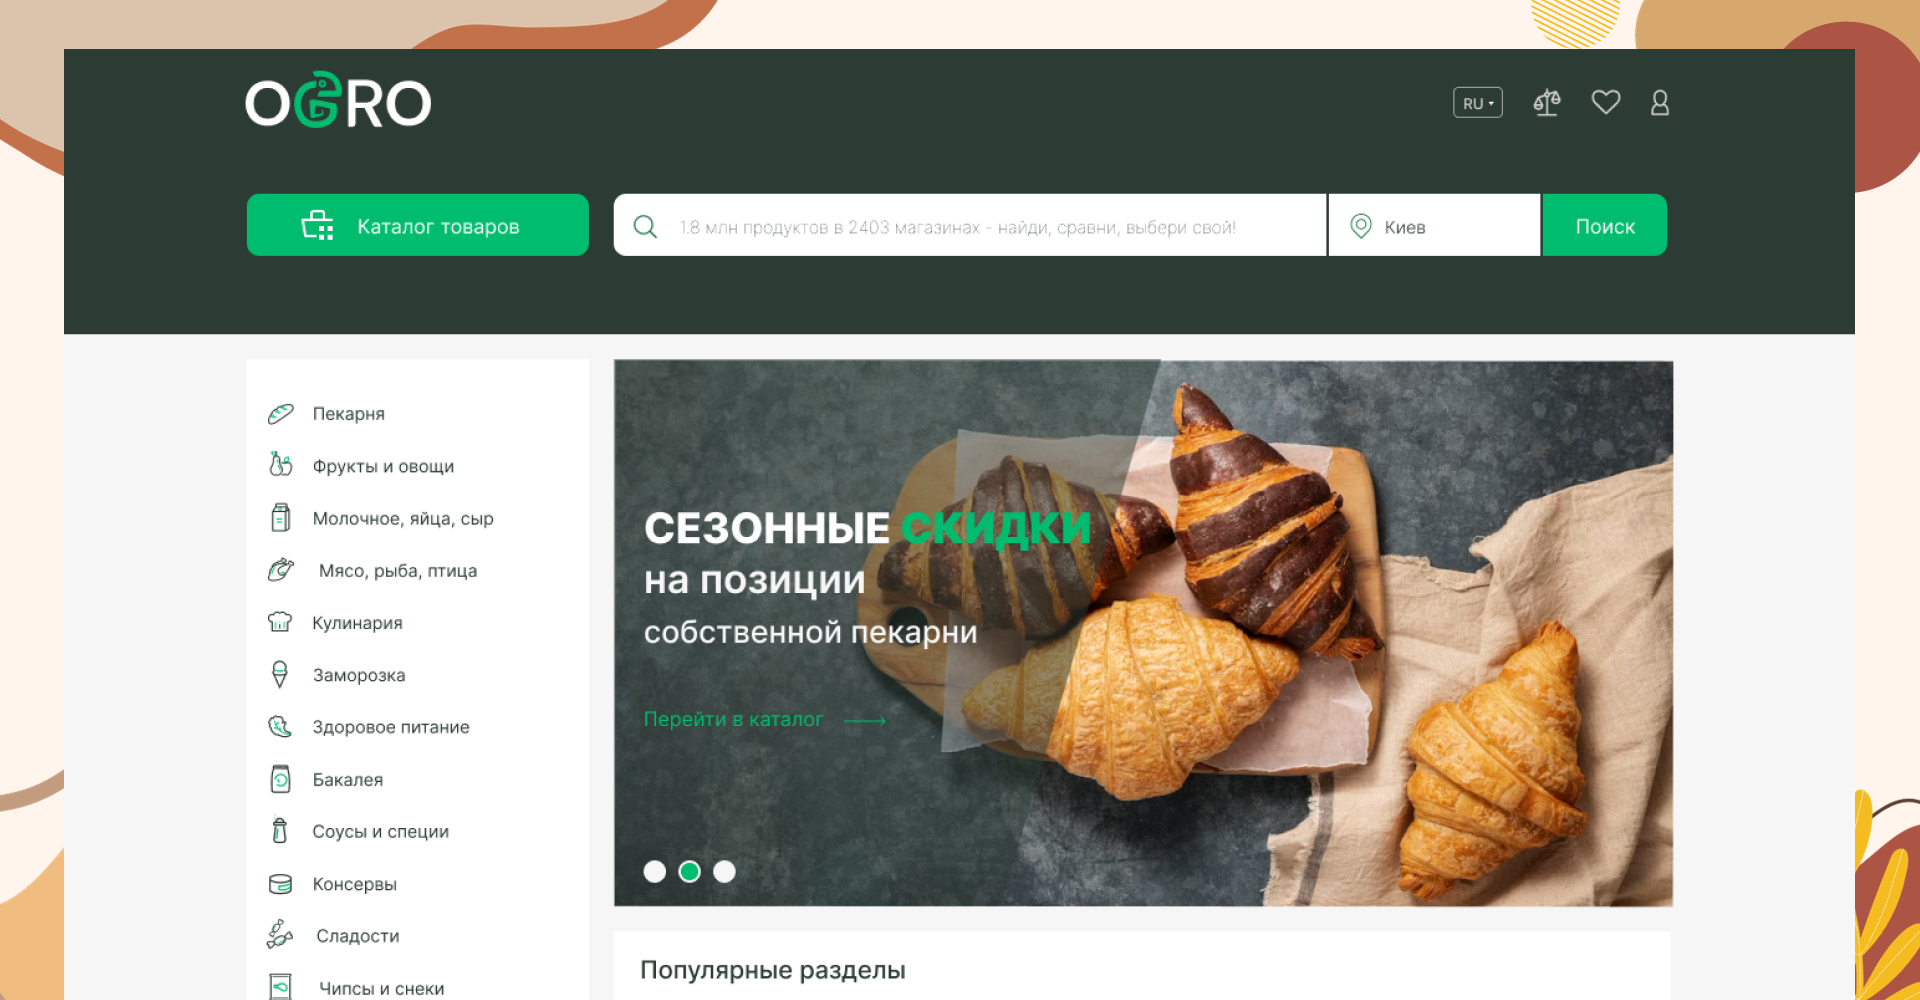 OGRO
RU
Каталог товаров
1.8 млн продуктов в 2403 магазинах - найди, сравни, выбери свой!
Киев
Поиск
Пекарня
Фрукты и овощи
Молочное, яйца, сыр
Мясо, рыба, птица
Кулинария
Заморозка
Здоровое питание
Бакалея
Соусы и специи
Консервы
Сладости
Чипсы и снеки
СЕЗОННЫЕ СКИДКИ
на позиции
собственной пекарни
Перейти в каталог
Популярные разделы